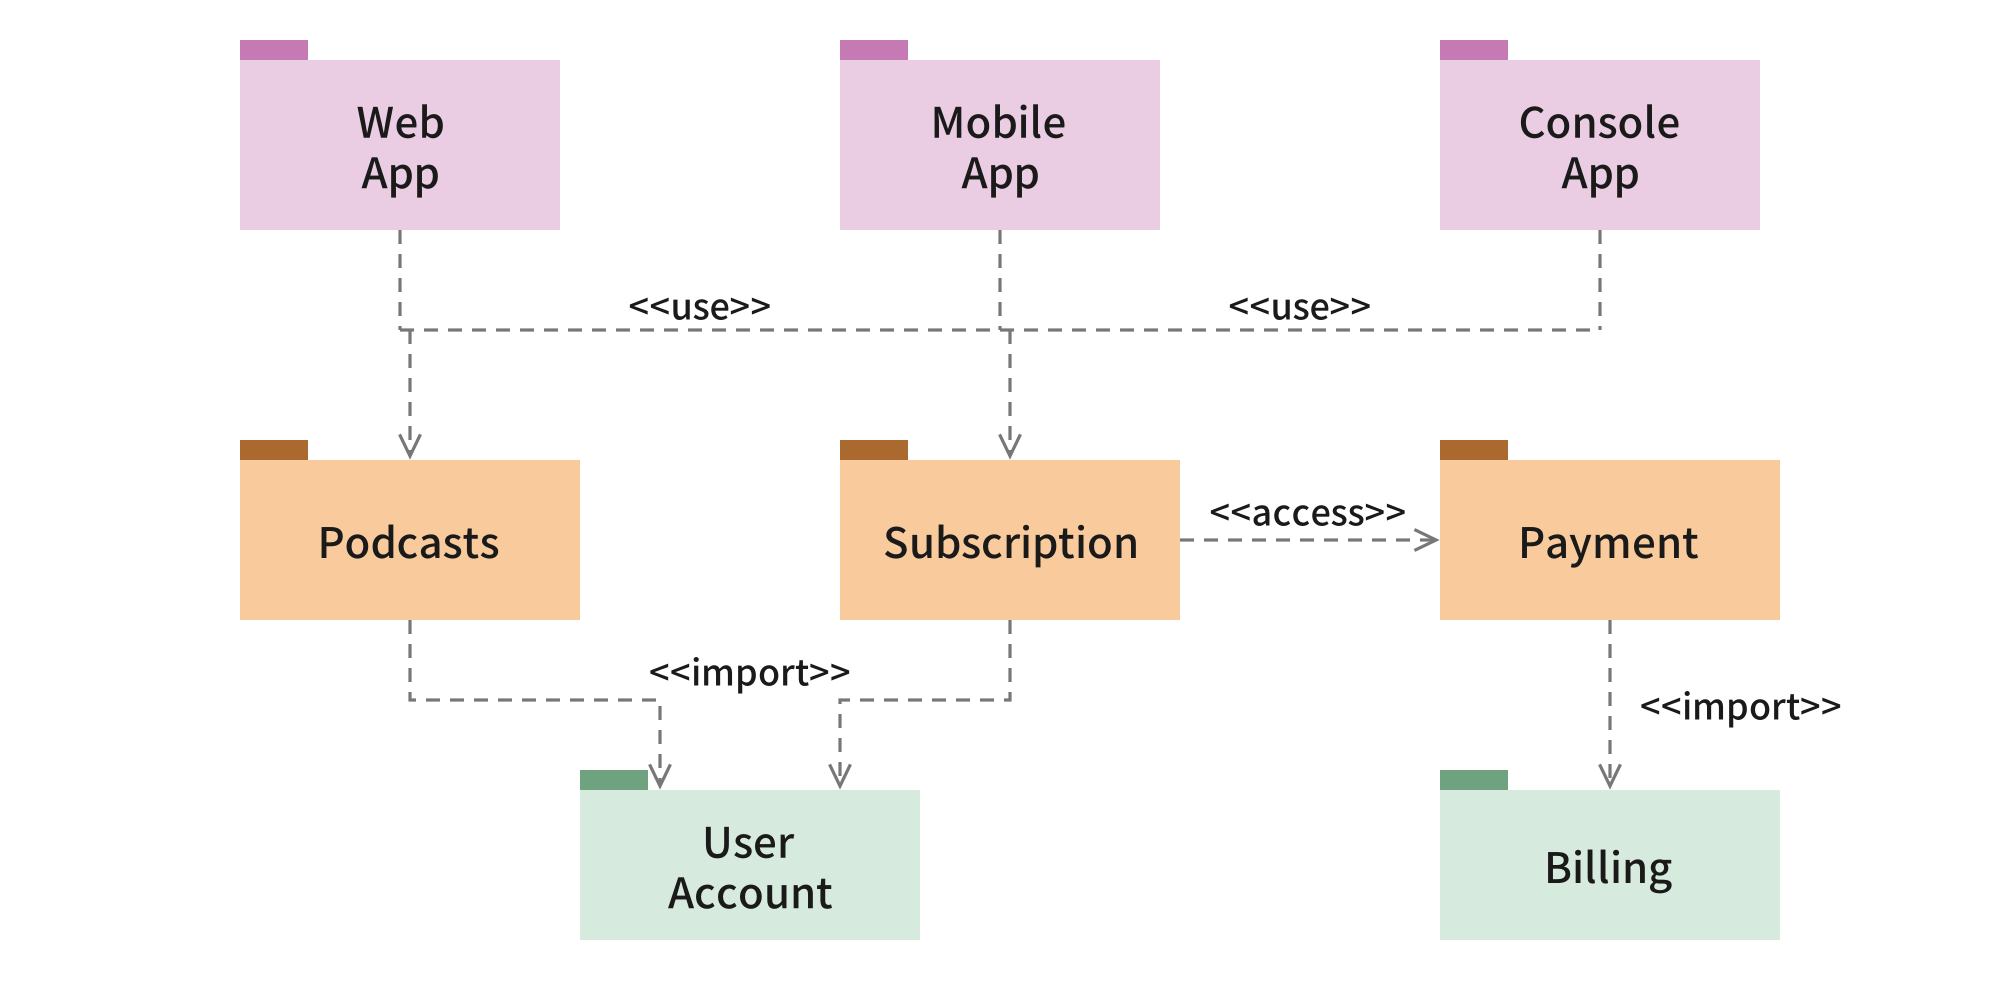 Web
App
Mobile
App
Console
App
<<use>>
<<use>>
Podcasts
Subscription
<<access>>
Payment
<<import>>
<<import>>
User
Account
Billing